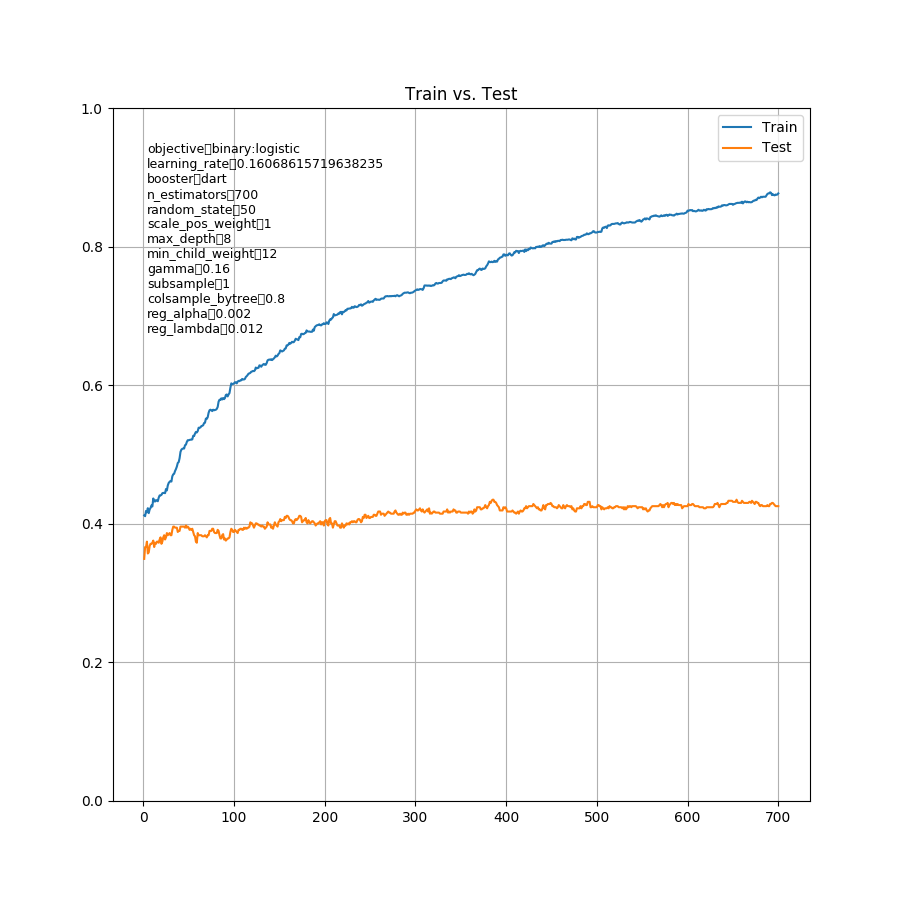 Train vs. Test
1.0
Train
Test
objective▯binary:logistic
learning_rate▯0.16068615719638235
booster▯dart
n_estimators▯700
random_state▯50
scale_pos_weight▯1
max_depth▯8
min_child_weight▯12
gamma▯0.16
subsample▯1
colsample_bytree▯0.8
reg_alpha▯0.002
reg_lambda▯0.012
0.8
0.6
0.4
0.2
0.0
0 100 200 300 400 500 600 700